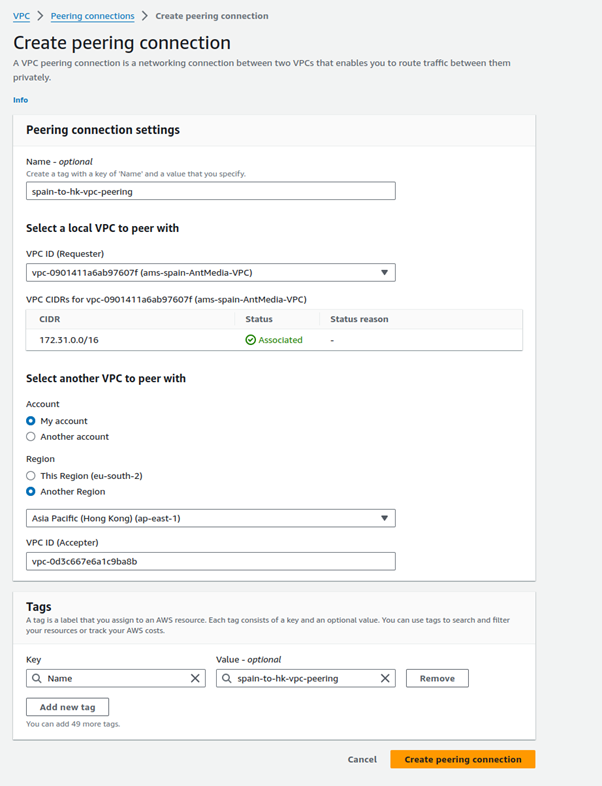 VPC > Peering connections > Create peering connection
Create peering connection
A VPC peering connection is a networking connection between two VPCs that enables you to route traffic between them
privately.
Info
Peering connection settings
Name - optional
Create a tag with a key of 'Name' and a value that you specify.
spain-to-hk-vpc-peering
Select a local VPC to peer with
VPC ID (Requester)
vpc-0901411a6ab97607f (ams-spain-AntMedia-VPC)
VPC CIDRs for vpc-0901411a6ab97607f (ams-spain-AntMedia-VPC)
CIDR Status Status reason
172.31.0.0/16 Associated -
Select another VPC to peer with
Account
My account
Another account
Region
This Region (eu-south-2)
Another Region
Asia Pacific (Hong Kong) (ap-east-1)
VPC ID (Accepter)
vpc-0d3c667e6a1c9ba8b
Tags
A tag is a label that you assign to an AWS resource. Each tag consists of a key and an optional value. You can use tags to search and filter
your resources or track your AWS costs.
Key Value - optional
Name spain-to-hk-vpc-peering Remove
Add new tag
You can add 49 more tags.
Cancel Create peering connection